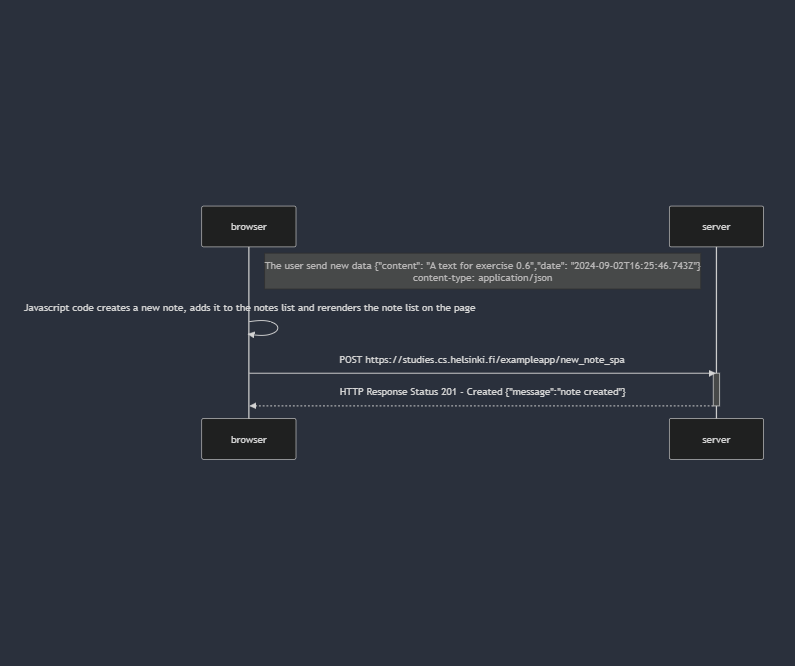 browser
server
The user send new data {"content": "A text for exercise 0.6","date": "2024-09-02T16:25:46.743Z"}
content-type: application/json
Javascript code creates a new note, adds it to the notes list and rerenders the note list on the page
POST https://studies.cs.helsinki.fi/exampleapp/new_note_spa
HTTP Response Status 201 - Created {"message":"note created"}
browser
server